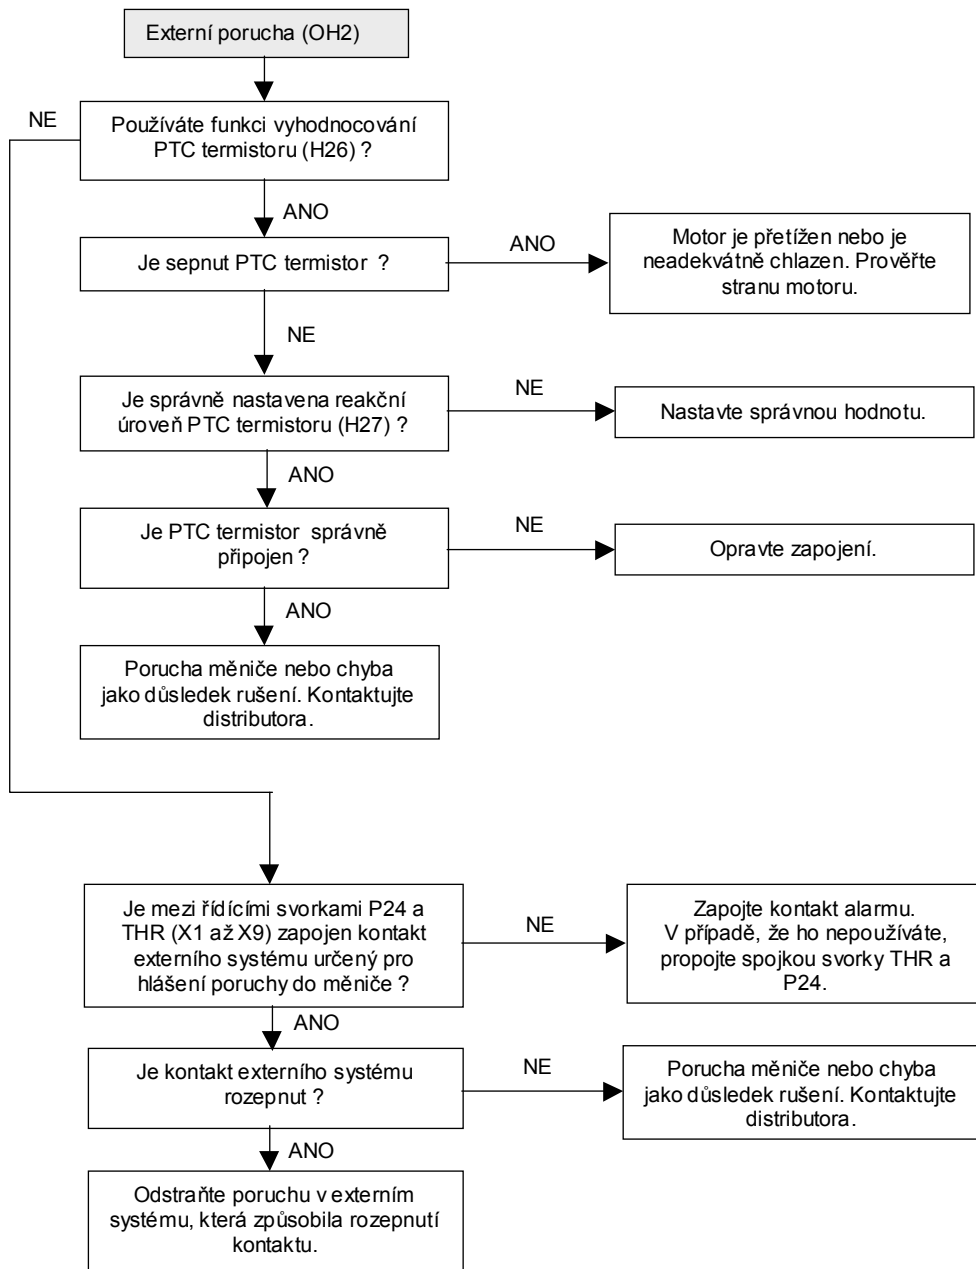 Externí porucha (OH2)
NE
Používáte funkci vyhodnocování
PTC termistoru (H26) ?
ANO
Je sepnut PTC termistor ?
ANO
Motor je přetížen nebo je
neadekvátně chlazen. Prověřte
stranu motoru.
NE
Je správně nastavena reakční
úroveň PTC termistoru (H27) ?
NE
Nastavte správnou hodnotu.
ANO
Je PTC termistor správně
připojen ?
NE
Opravte zapojení.
ANO
Porucha měniče nebo chyba
jako důsledek rušení. Kontaktujte
distributora.
Je mezi řídícími svorkami P24 a
THR (X1 až X9) zapojen kontakt
externího systému určený pro
hlášení poruchy do měniče ?
NE
Zapojte kontakt alarmu.
V případě, že ho nepoužíváte,
propojte spojkou svorky THR a
P24.
ANO
Je kontakt externího systému
rozepnut ?
NE
Porucha měniče nebo chyba
jako důsledek rušení. Kontaktujte
distributora.
ANO
Odstraňte poruchu v externím
systému, která způsobila rozepnutí
kontaktu.